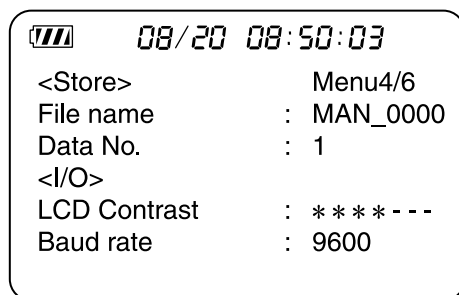 08/20 08:50:03
<Store> Menu4/6
File name : MAN_0000
Data No. : 1
<I/O>
LCD Contrast : ****---
Baud rate : 9600